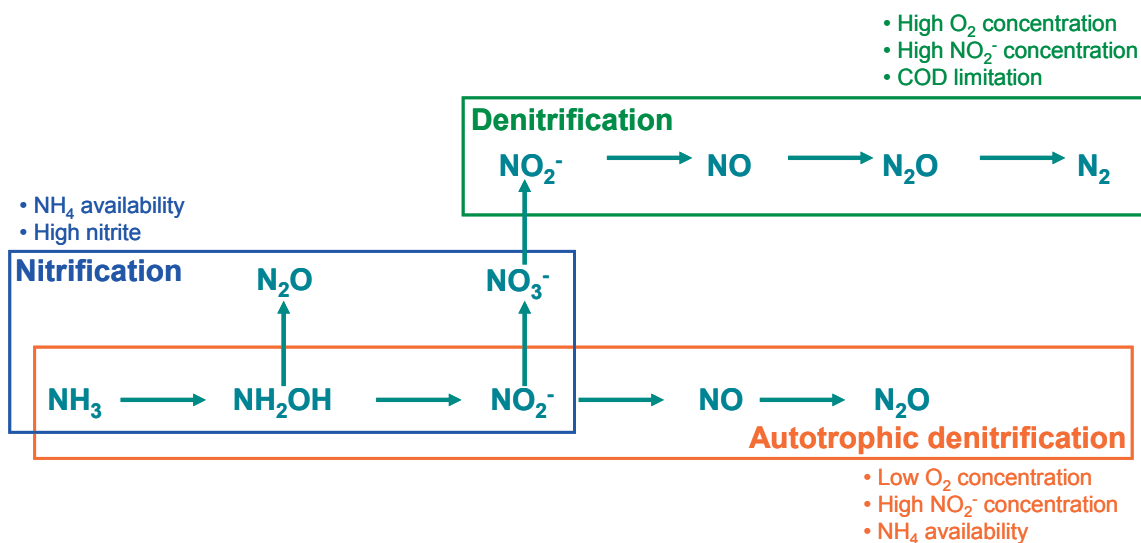 • High O₂ concentration
• High NO₂⁻ concentration
• COD limitation
Denitrification
NO₂⁻ NO N₂O N₂
• NH₄ availability
• High nitrite
Nitrification
N₂O NO₃⁻
NH₃ NH₂OH NO₂⁻ NO N₂O
Autotrophic denitrification
• Low O₂ concentration
• High NO₂⁻ concentration
• NH₄ availability